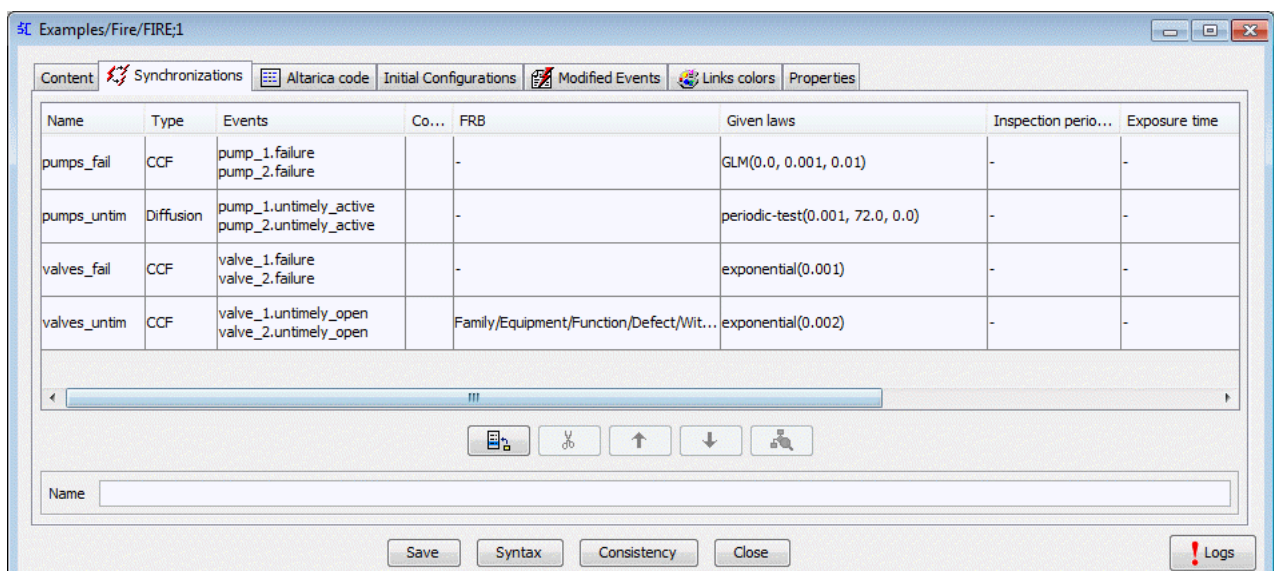 Examples/Fire/FIRE;1
Content Synchronizations Altarica code Initial Configurations Modified Events Links colors Properties
Name Type Events Co... FRB Given laws Inspection perio... Exposure time
pumps_fail CCF pump_1.failure - GLM(0.0, 0.001, 0.01) - -
pump_2.failure
pumps_untim Diffusion pump_1.untimely_active - periodic-test(0.001, 72.0, 0.0) - -
pump_2.untimely_active
valves_fail CCF valve_1.failure - exponential(0.001) - -
valve_2.failure
valves_untim CCF valve_1.untimely_open Family/Equipment/Function/Defect/Wit... exponential(0.002) - -
valve_2.untimely_open
Name
Save Syntax Consistency Close Logs